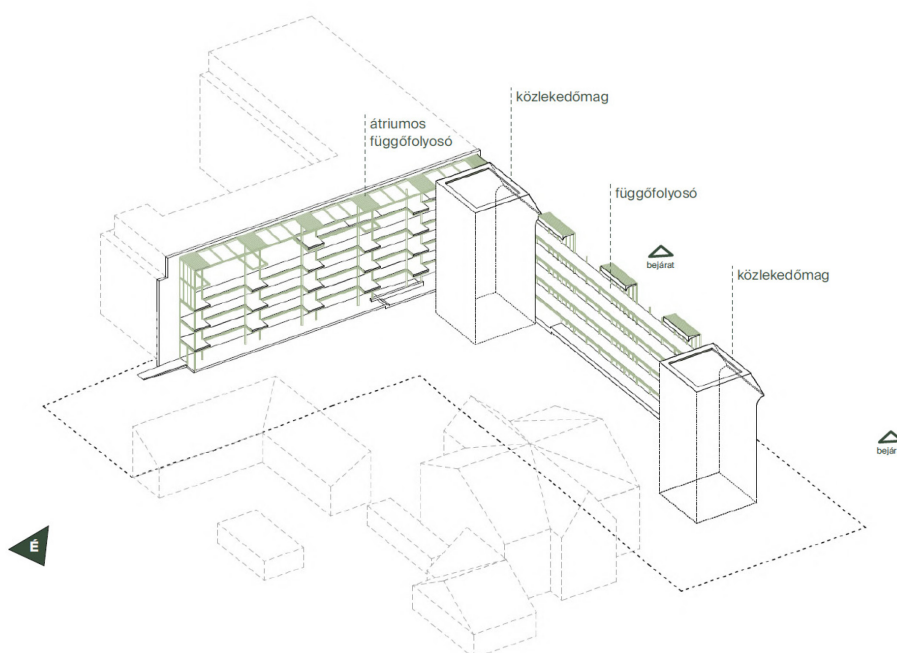 közlekedőmag
átriumos
függőfolyosó
függőfolyosó
bejárat
közlekedőmag
É